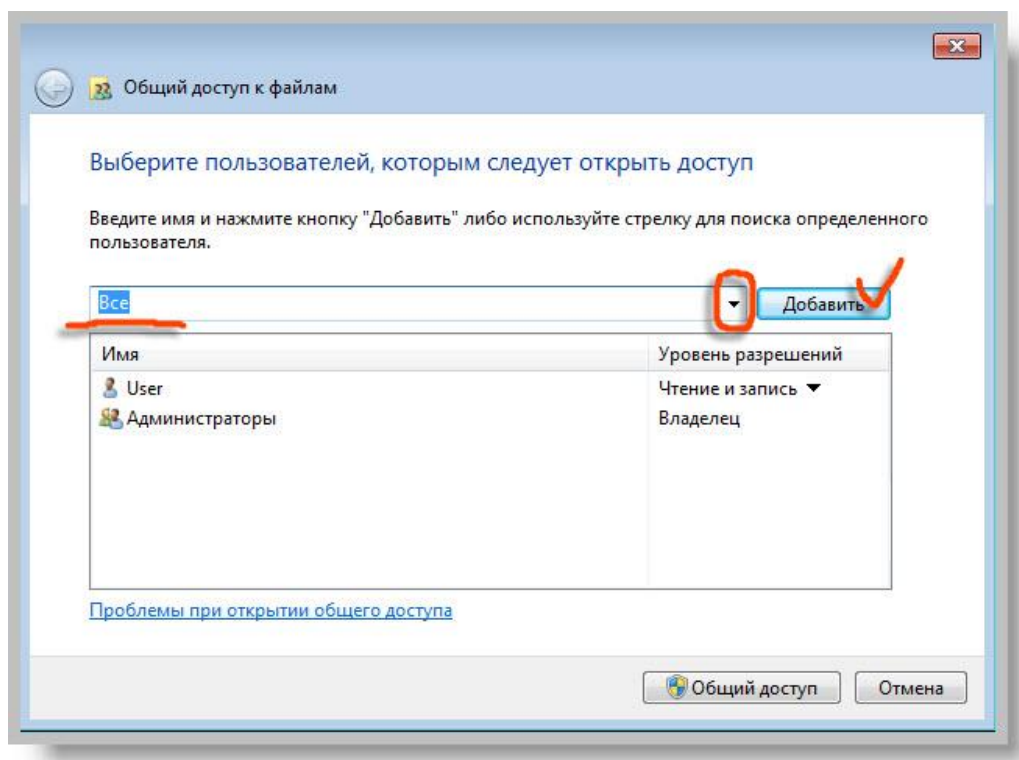 Общий доступ к файлам
Выберите пользователей, которым следует открыть доступ
Введите имя и нажмите кнопку "Добавить" либо используйте стрелку для поиска определенного
пользователя.
Все
Добавить
Имя Уровень разрешений
User Чтение и запись
Администраторы Владелец
Проблемы при открытии общего доступа
Общий доступ Отмена